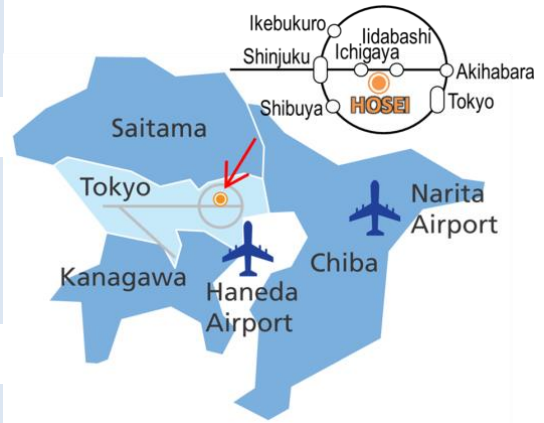 Ikebukuro
Iidabashi
Shinjuku
Ichigaya
Akihabara
Shibuya
HOSEI
Tokyo
Saitama
Tokyo
Narita
Airport
Kanagawa
Haneda
Airport
Chiba